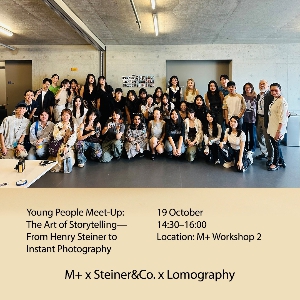 Young People Meet-Up:
The Art of Storytelling—
From Henry Steiner to
Instant Photography
19 October
14:30–16:00
Location: M+ Workshop 2
M+ x Steiner&Co. x Lomography